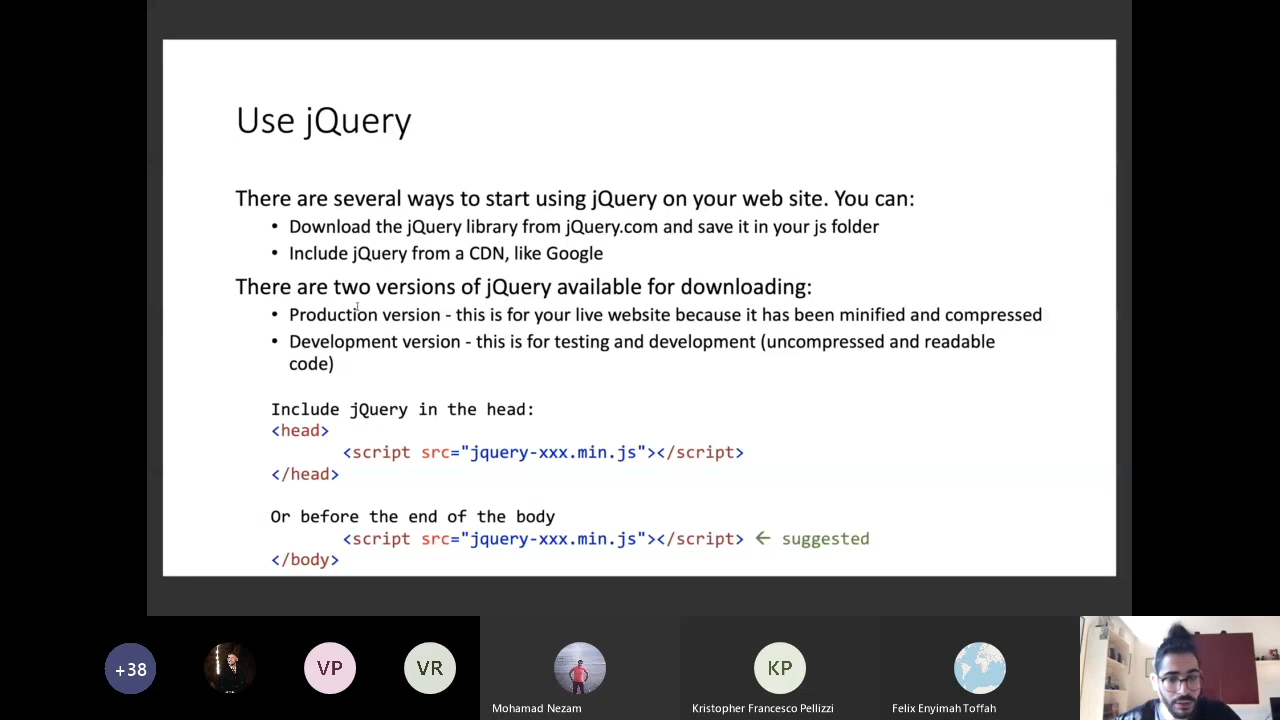 Use jQuery
There are several ways to start using jQuery on your web site. You can:
• Download the jQuery library from jQuery.com and save it in your js folder
• Include jQuery from a CDN, like Google
There are two versions of jQuery available for downloading:
• Production version - this is for your live website because it has been minified and compressed
• Development version - this is for testing and development (uncompressed and readable
code)
Include jQuery in the head:
<head>
<script src="jquery-xxx.min.js"></script>
</head>
Or before the end of the body
<script src="jquery-xxx.min.js"></script> ← suggested
</body>
+38
VP
VR
KP
Mohamad Nezam
Kristopher Francesco Pellizzi
Felix Enyimah Toffah